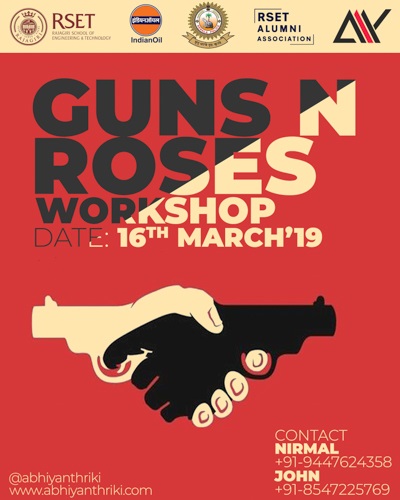 RSET
RAJAGIRI SCHOOL OF
ENGINEERING & TECHNOLOGY
इंडियनऑयल
IndianOil
RSET
ALUMNI
ASSOCIATION
GUNS N
ROSES
WORKSHOP
DATE: 16TH MARCH'19
CONTACT
NIRMAL
+91-9447624358
JOHN
+91-8547225769
@abhiyanthriki
www.abhiyanthriki.com